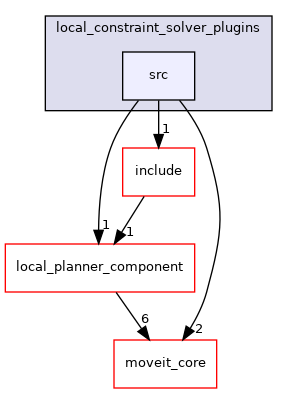 local_constraint_solver_plugins
src
1
include
1
1
local_planner_component
6
2
moveit_core